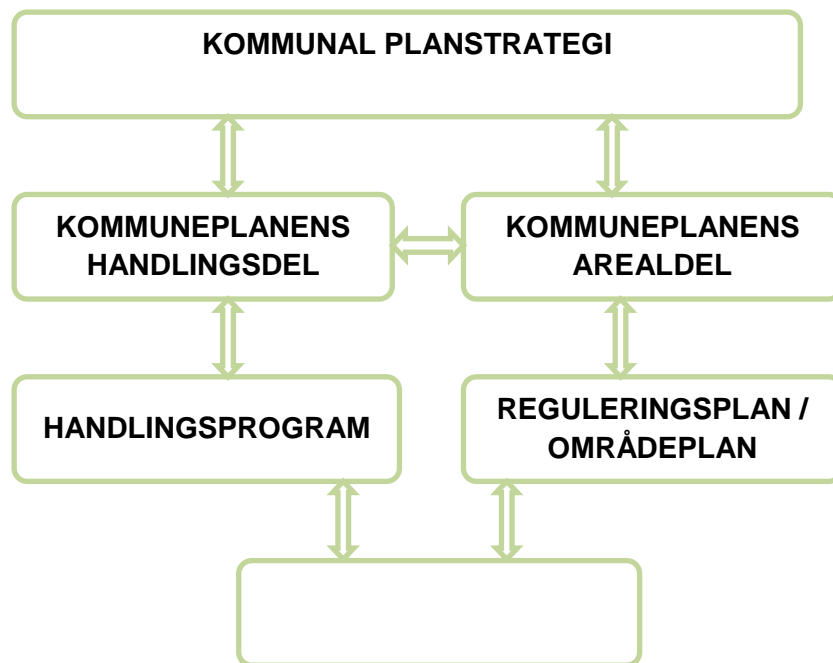 KOMMUNAL PLANSTRATEGI
KOMMUNEPLANENS
HANDLINGSDEL
KOMMUNEPLANENS
AREALDEL
HANDLINGSPROGRAM
REGULERINGSPLAN /
OMRÅDEPLAN